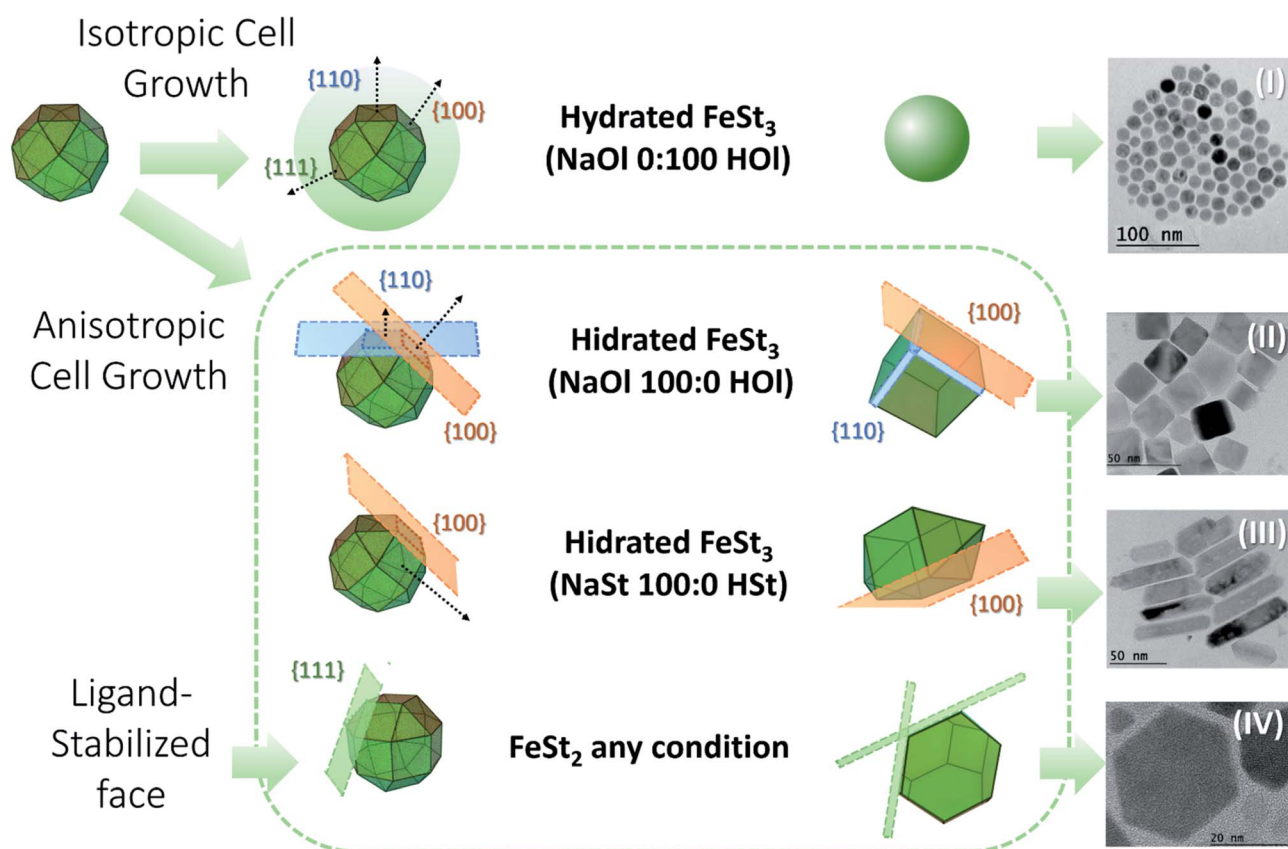 Isotropic Cell
Growth
{110}
{100}
{111}
Hydrated FeSt₃
(NaOl 0:100 HOl)
(I)
100 nm
Anisotropic
Cell Growth
{110}
{100}
Hidrated FeSt₃
(NaOl 100:0 HOl)
{100}
{110}
(II)
50 nm
{100}
Hidrated FeSt₃
(NaSt 100:0 HSt)
{100}
(III)
50 nm
Ligand-
Stabilized
face
{111}
FeSt₂ any condition
(IV)
20 nm